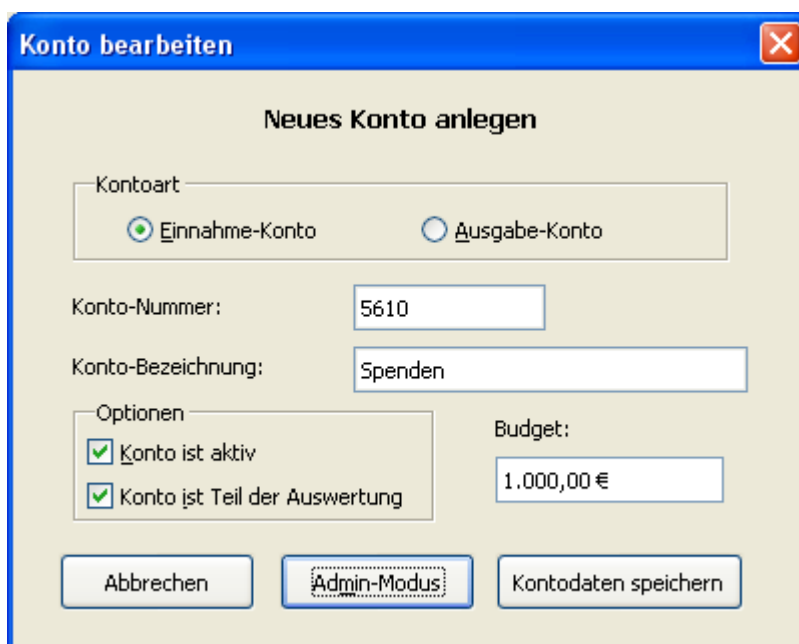 Konto bearbeiten
Neues Konto anlegen
Kontoart
Einnahme-Konto Ausgabe-Konto
Konto-Nummer: 5610
Konto-Bezeichnung: Spenden
Optionen
Konto ist aktiv
Konto ist Teil der Auswertung
Budget:
1.000,00 €
Abbrechen Admin-Modus Kontodaten speichern